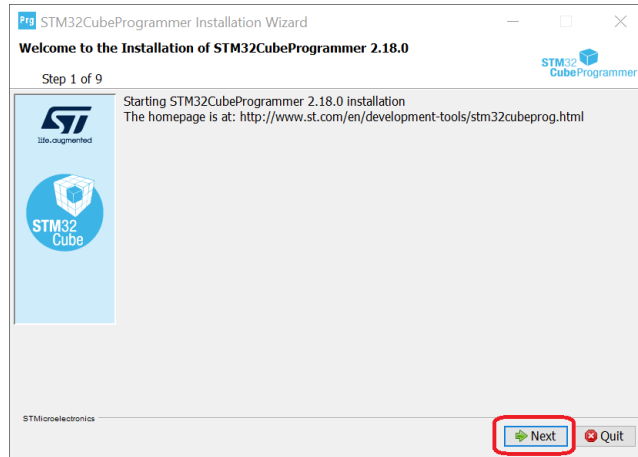 Prg STM32CubeProgrammer Installation Wizard
Welcome to the Installation of STM32CubeProgrammer 2.18.0
STM32
CubeProgrammer
Step 1 of 9
Starting STM32CubeProgrammer 2.18.0 installation
The homepage is at: http://www.st.com/en/development-tools/stm32cubeprog.html
life.augmented
STM32
Cube
STMicroelectronics
Next
Quit